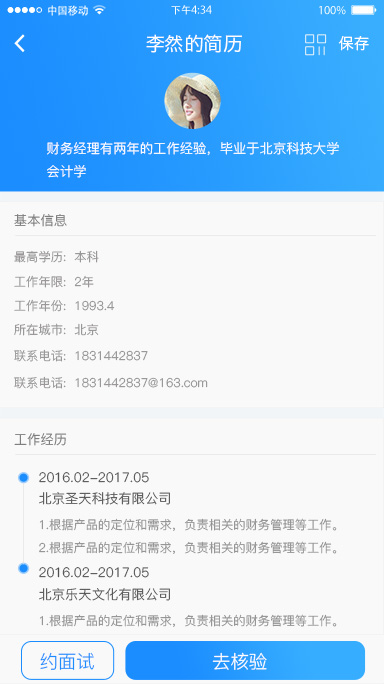 中国移动 下午4:34 100%
李然的简历 保存
财务经理有两年的工作经验，毕业于北京科技大学
会计学
基本信息
最高学历: 本科
工作年限: 2年
工作年份: 1993.4
所在城市: 北京
联系电话: 1831442837
联系电话: 1831442837@163.com
工作经历
2016.02-2017.05
北京圣天科技有限公司
1.根据产品的定位和需求，负责相关的财务管理等工作。
2.根据产品的定位和需求，负责相关的财务管理等工作。
2016.02-2017.05
北京乐天文化有限公司
1.根据产品的定位和需求，负责相关的财务管理等工作。
约面试 去核验